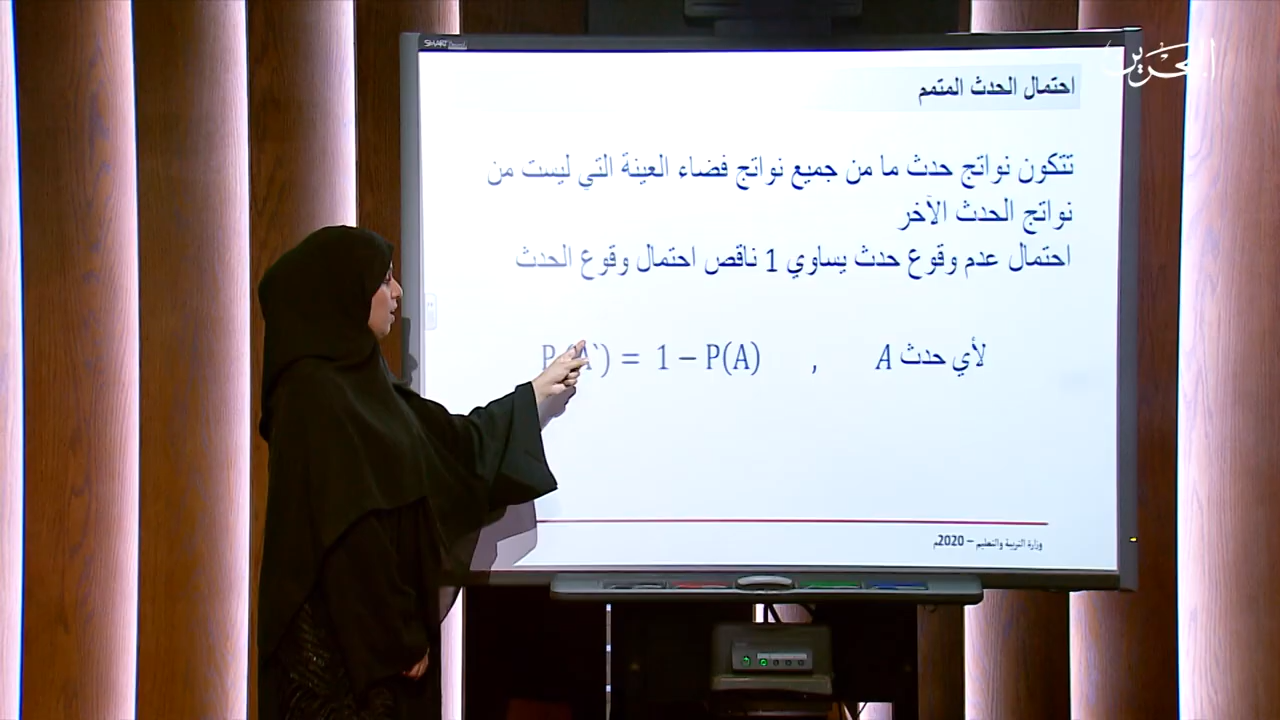 SMART
البحرين
احتمال الحدث المتمم
تتكون نواتج حدث ما من جميع نواتج فضاء العينة التي ليست من
نواتج الحدث الآخر
احتمال عدم وقوع حدث يساوي 1 ناقص احتمال وقوع الحدث
لأي حدث A , P(A`) = 1 − P(A)
وزارة التربية والتعليم – 2020م